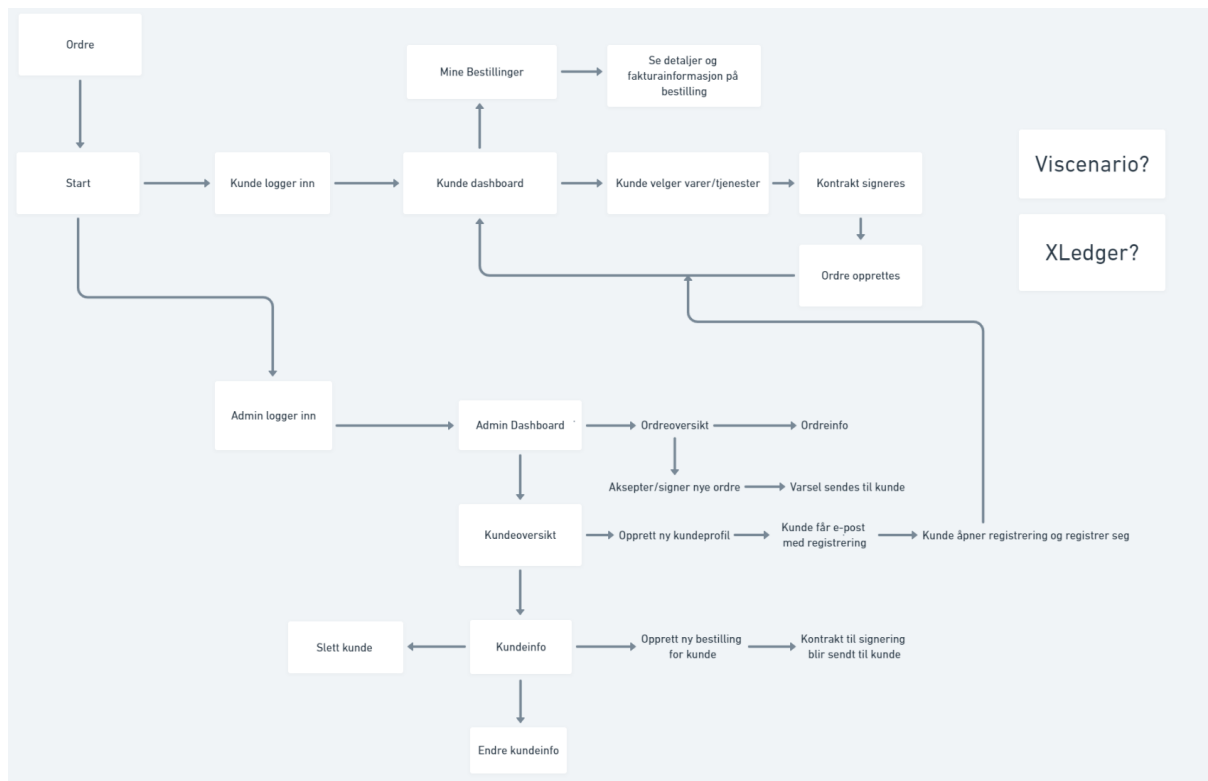 Ordre
Mine Bestillinger
Se detaljer og
fakturainformasjon på
bestilling
Start
Kunde logger inn
Kunde dashboard
Kunde velger varer/tjenester
Kontrakt signeres
Viscenario?
XLedger?
Ordre opprettes
Admin logger inn
Admin Dashboard
Ordreoversikt
Ordreinfo
Aksepter/signer nye ordre
Varsel sendes til kunde
Kundeoversikt
Opprett ny kundeprofil
Kunde får e-post
med registrering
Kunde åpner registrering og registrer seg
Slett kunde
Kundeinfo
Opprett ny bestilling
for kunde
Kontrakt til signering
blir sendt til kunde
Endre kundeinfo